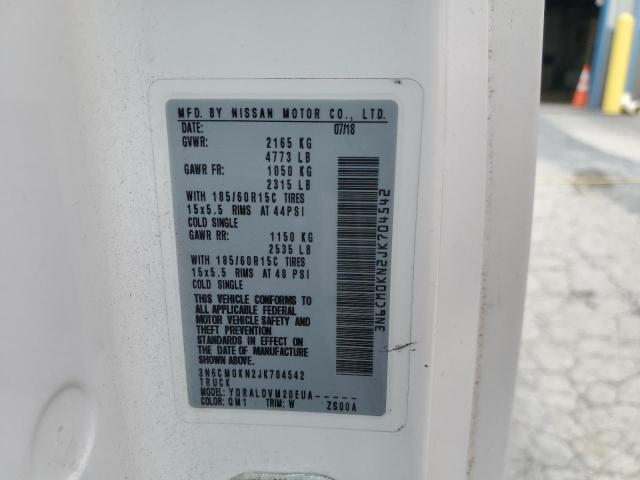 MFD. BY NISSAN MOTOR CO., LTD.
DATE: 07/18
GVWR: 2165 KG
4773 LB
GAWR FR: 1050 KG
2315 LB
WITH 185/60R15C TIRES
15x5.5 RIMS AT 44PSI
COLD SINGLE
GAWR RR: 1150 KG
2535 LB
WITH 185/60R15C TIRES
15x5.5 RIMS AT 48 PSI
COLD SINGLE
THIS VEHICLE CONFORMS TO
ALL APPLICABLE FEDERAL
MOTOR VEHICLE SAFETY AND
THEFT PREVENTION
STANDARDS IN EFFECT ON
THE DATE OF MANUFACTURE
SHOWN ABOVE.
3N6CM0KN2JK704542
TRUCK
MODEL: YDRALDVM20EUA-----
COLOR: QM1 TRIM: W ZS00A
3N6CM0KN2JK704542